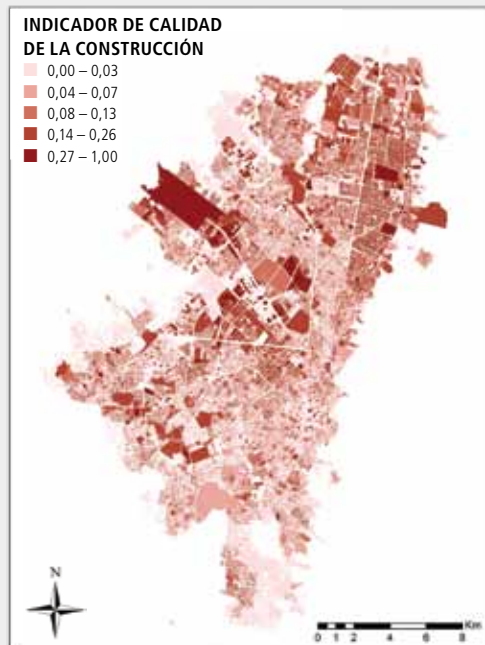 INDICADOR DE CALIDAD
DE LA CONSTRUCCIÓN
0,00 – 0,03
0,04 – 0,07
0,08 – 0,13
0,14 – 0,26
0,27 – 1,00
N
Km
0 1 2 4 6 8